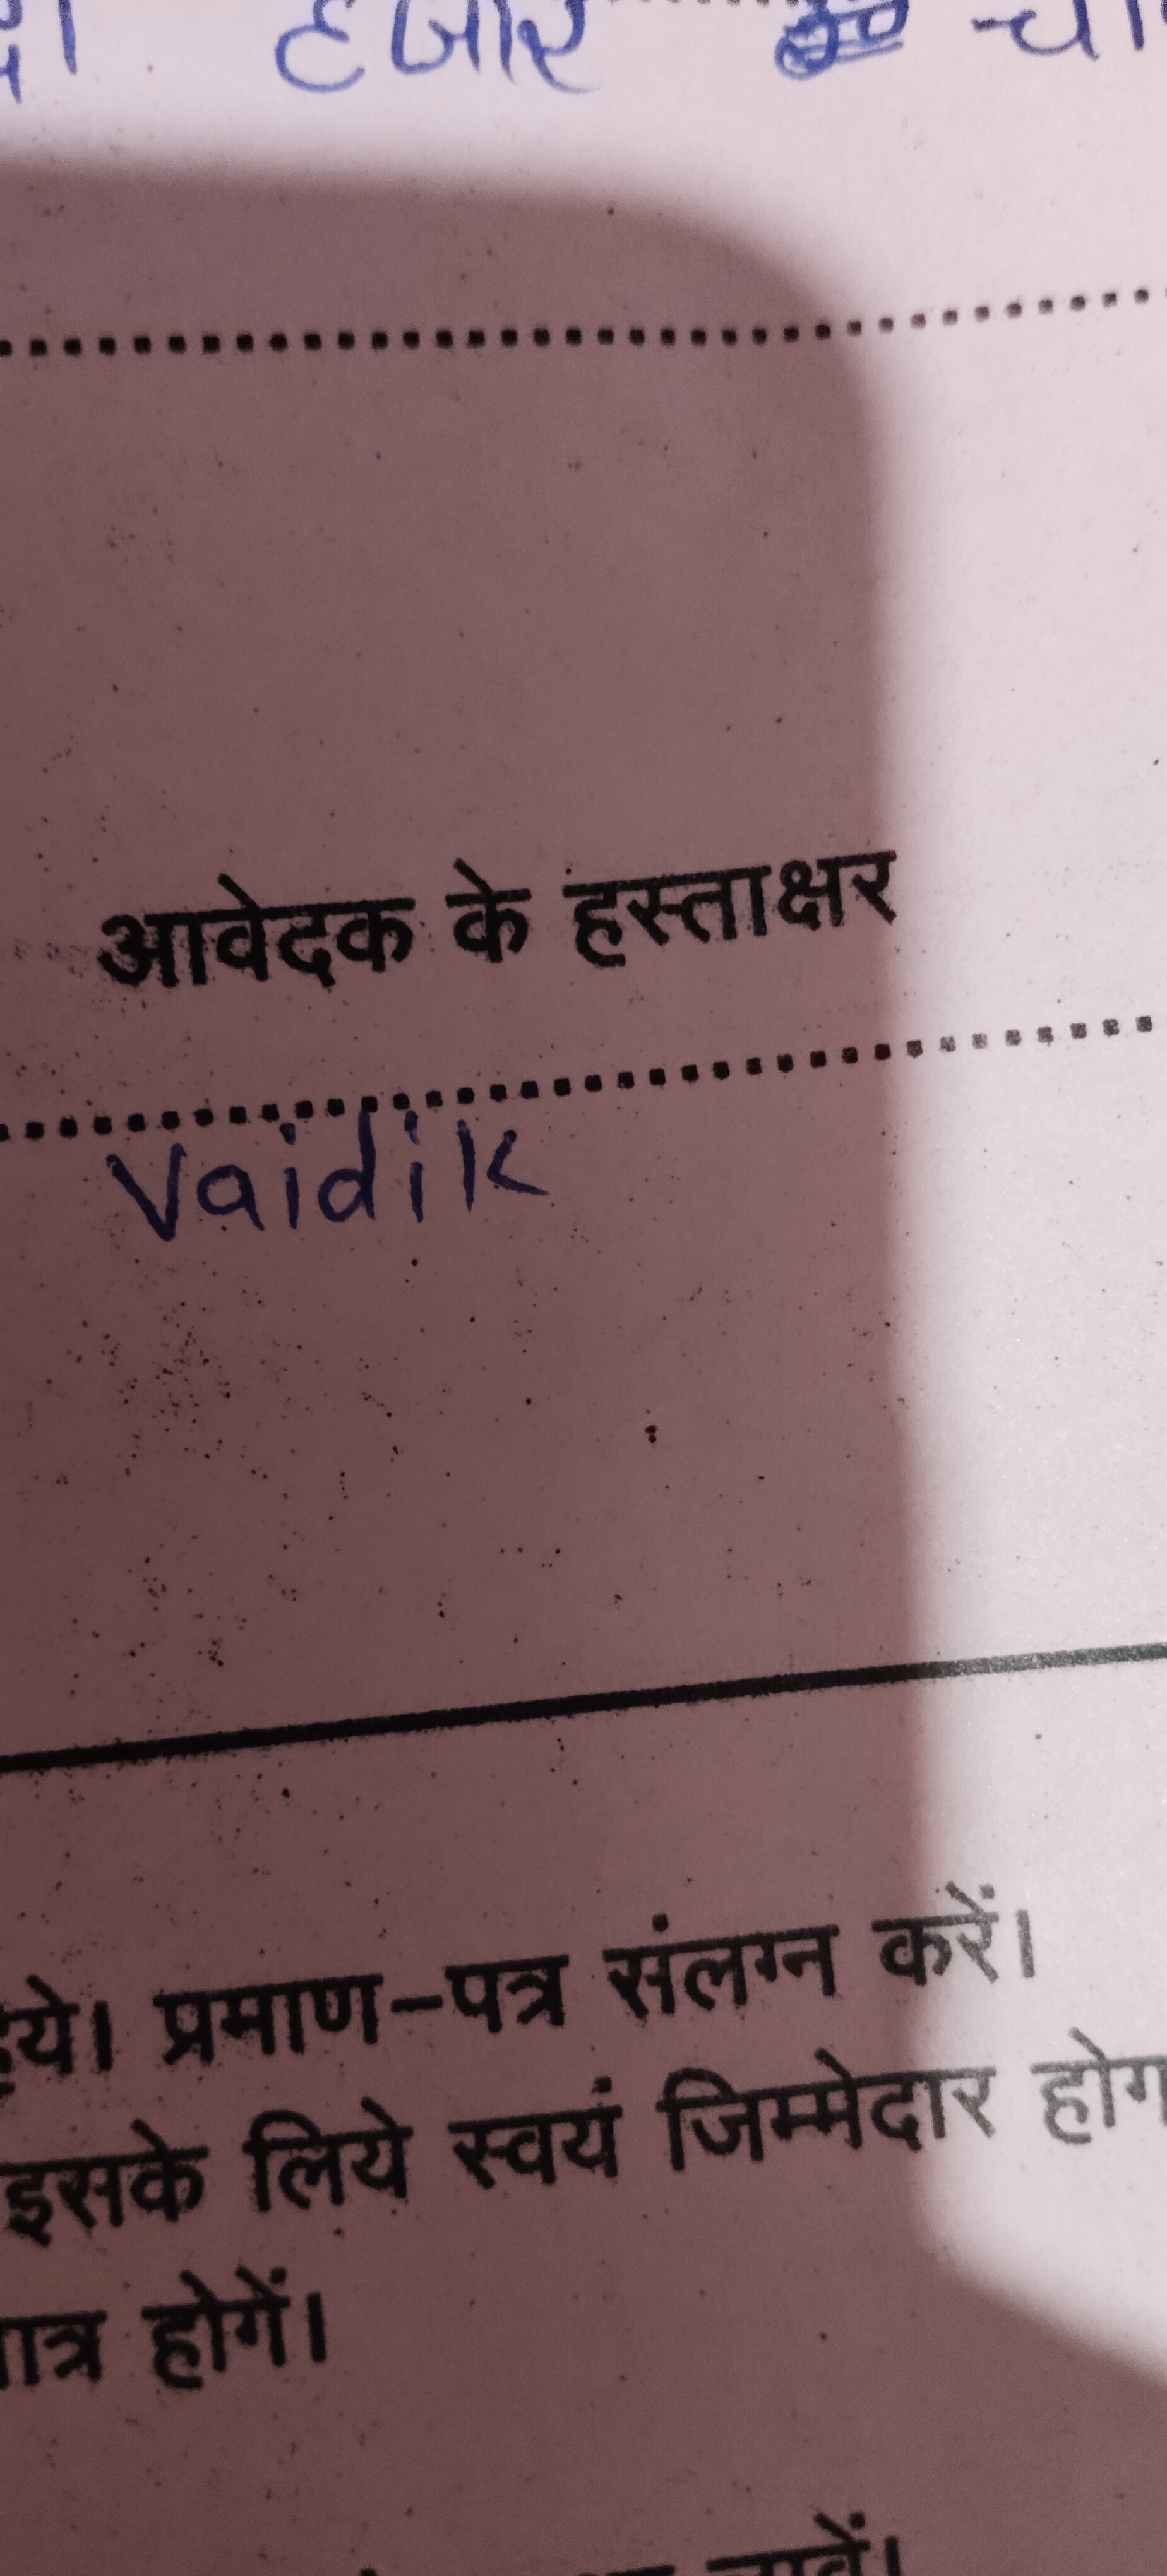 हजार
आवेदक के हस्ताक्षर
Vaidik
प्रमाण-पत्र संलग्न करें।
इसके लिये स्वयं जिम्मेदार
होगें।